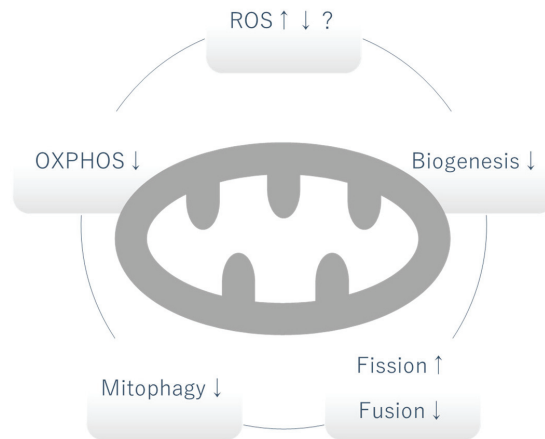 ROS ↑ ↓ ?
OXPHOS ↓
Biogenesis ↓
Mitophagy ↓
Fission ↑
Fusion ↓